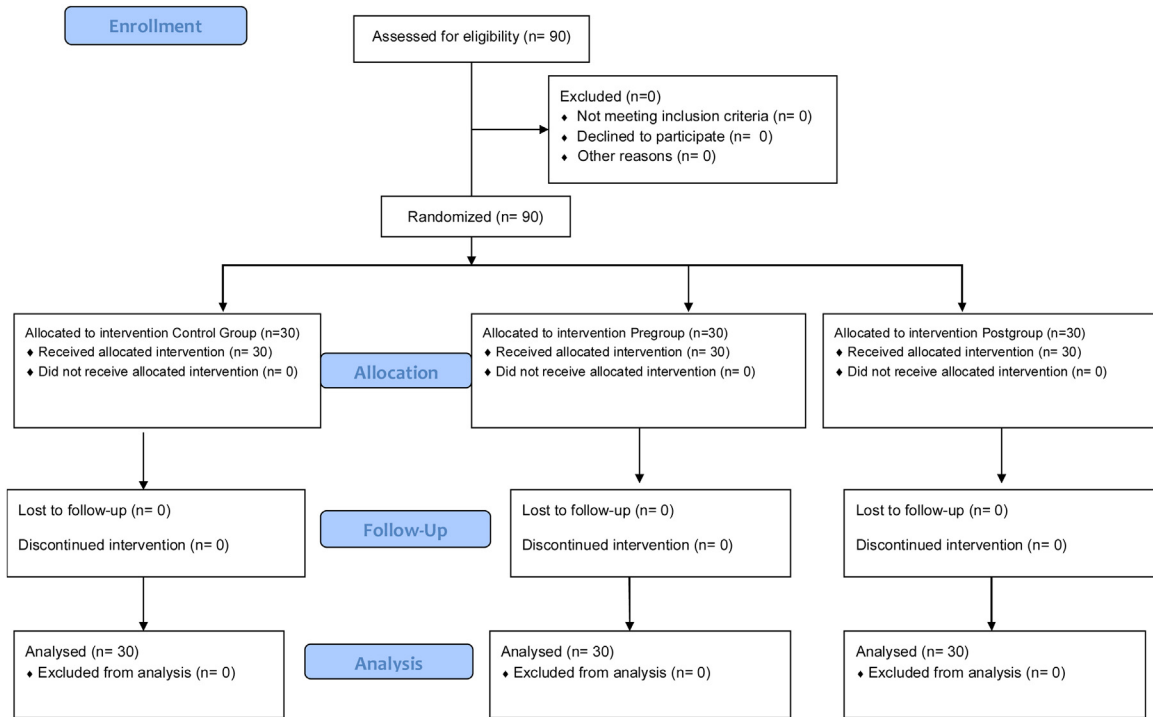 Enrollment
Assessed for eligibility (n= 90)
Excluded (n=0)
♦ Not meeting inclusion criteria (n= 0)
♦ Declined to participate (n= 0)
♦ Other reasons (n= 0)
Randomized (n= 90)
Allocated to intervention Control Group (n=30)
♦ Received allocated intervention (n= 30)
♦ Did not receive allocated intervention (n= 0)
Allocation
Allocated to intervention Pregroup (n=30)
♦ Received allocated intervention (n= 30)
♦ Did not receive allocated intervention (n= 0)
Allocated to intervention Postgroup (n=30)
♦ Received allocated intervention (n= 30)
♦ Did not receive allocated intervention (n= 0)
Lost to follow-up (n= 0)
Discontinued intervention (n= 0)
Follow-Up
Lost to follow-up (n= 0)
Discontinued intervention (n= 0)
Lost to follow-up (n= 0)
Discontinued intervention (n= 0)
Analysed (n= 30)
♦ Excluded from analysis (n= 0)
Analysis
Analysed (n= 30)
♦ Excluded from analysis (n= 0)
Analysed (n= 30)
♦ Excluded from analysis (n= 0)